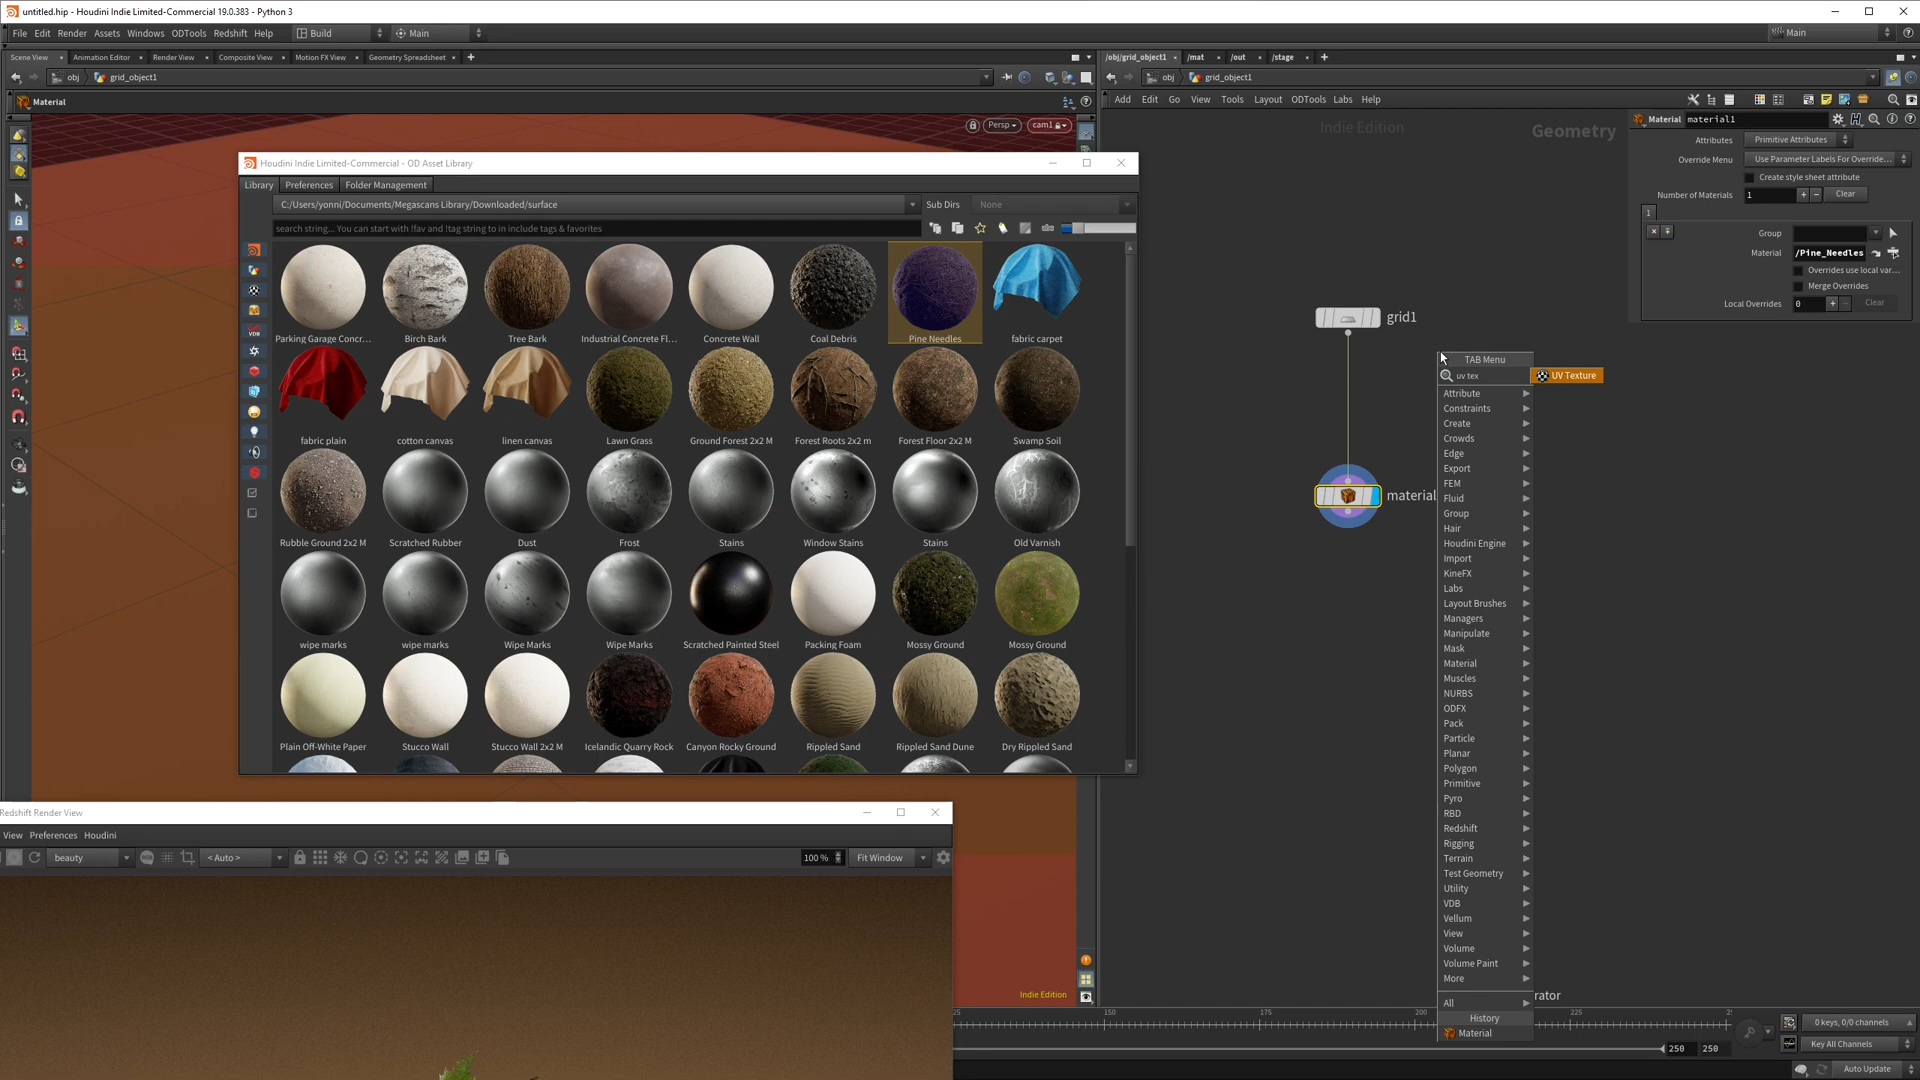 untitled.hip - Houdini Indie Limited-Commercial 19.0.383 - Python 3
File Edit Render Assets Windows ODTools Redshift Help Build Main
Main
Scene View Animation Editor Render View Composite View Motion FX View Geometry Spreadsheet
/obj/grid_object1 /mat /out /stage
obj grid_object1
obj grid_object1
Material
Add Edit Go View Tools Layout ODTools Labs Help
Persp cam1
Indie Edition
Geometry
Material material1
Attributes Primitive Attributes
Override Menu Use Parameter Labels For Override...
Create style sheet attribute
Number of Materials 1 + − Clear
1
Group
Material /Pine_Needles
Overrides use local var...
Merge Overrides
Local Overrides 0 + − Clear
Houdini Indie Limited-Commercial - OD Asset Library
Library Preferences Folder Management
C:/Users/yonni/Documents/Megascans Library/Downloaded/surface Sub Dirs None
search string... You can start with !fav and !tag string to in include tags & favorites
Parking Garage Concr... Birch Bark Tree Bark Industrial Concrete Fl... Concrete Wall Coal Debris Pine Needles fabric carpet
fabric plain cotton canvas linen canvas Lawn Grass Ground Forest 2x2 M Forest Roots 2x2 m Forest Floor 2x2 M Swamp Soil
Rubble Ground 2x2 M Scratched Rubber Dust Frost Stains Window Stains Stains Old Varnish
wipe marks wipe marks Wipe Marks Wipe Marks Scratched Painted Steel Packing Foam Mossy Ground Mossy Ground
Plain Off-White Paper Stucco Wall Stucco Wall 2x2 M Icelandic Quarry Rock Canyon Rocky Ground Rippled Sand Rippled Sand Dune Dry Rippled Sand
VDB
grid1
material
TAB Menu
uv tex UV Texture
Attribute
Constraints
Create
Crowds
Edge
Export
FEM
Fluid
Group
Hair
Houdini Engine
Import
KineFX
Labs
Layout Brushes
Managers
Manipulate
Mask
Material
Muscles
NURBS
ODFX
Pack
Particle
Planar
Polygon
Primitive
Pyro
RBD
Redshift
Rigging
Terrain
Test Geometry
Utility
VDB
Vellum
View
Volume
Volume Paint
More
All
History
Material
rator
Redshift Render View
View Preferences Houdini
beauty < Auto > 100 % Fit Window
Indie Edition
25 150 175 200 225
250 250
0 keys, 0/0 channels
Key All Channels
Auto Update